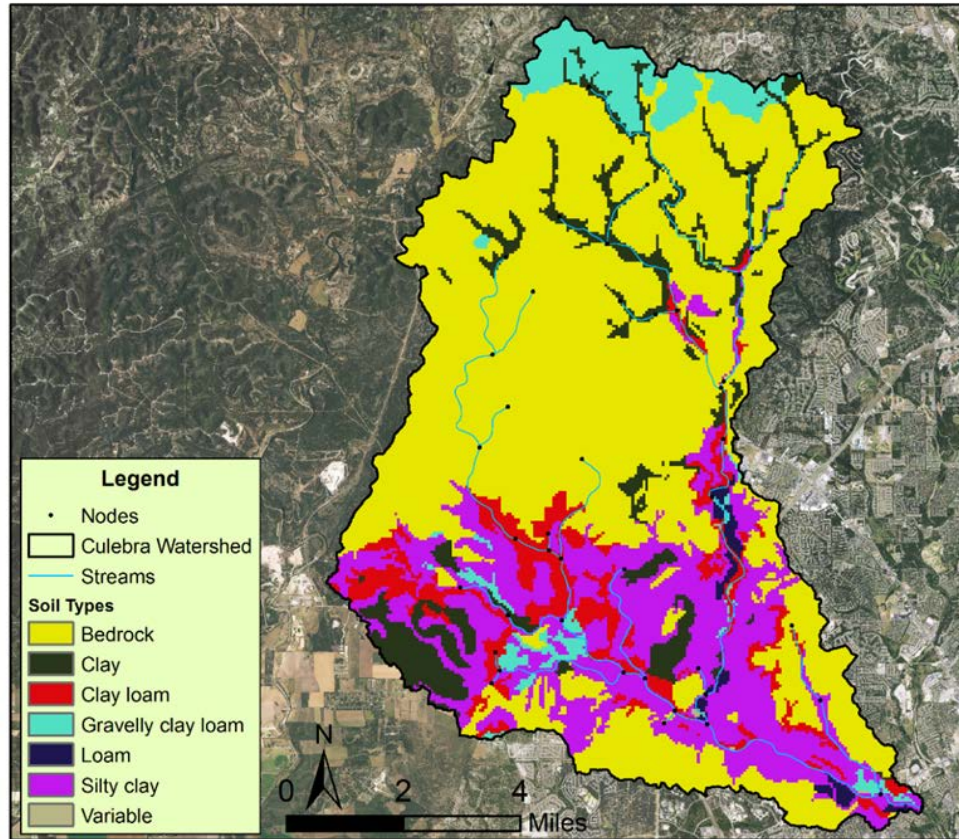 Legend
Nodes
Culebra Watershed
Streams
Soil Types
Bedrock
Clay
Clay loam
Gravelly clay loam
Loam
Silty clay
Variable
N
0 2 4
Miles